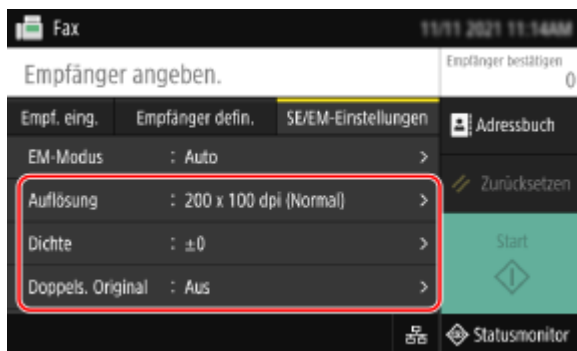 Fax
11/11 2021 11:14AM
Empfänger angeben.
Empfänger bestätigen
0
Empf. eing. Empfänger defin. SE/EM-Einstellungen
Adressbuch
EM-Modus : Auto >
Auflösung : 200 x 100 dpi (Normal) >
Zurücksetzen
Dichte : ±0 >
Start
Doppels. Original : Aus >
Statusmonitor